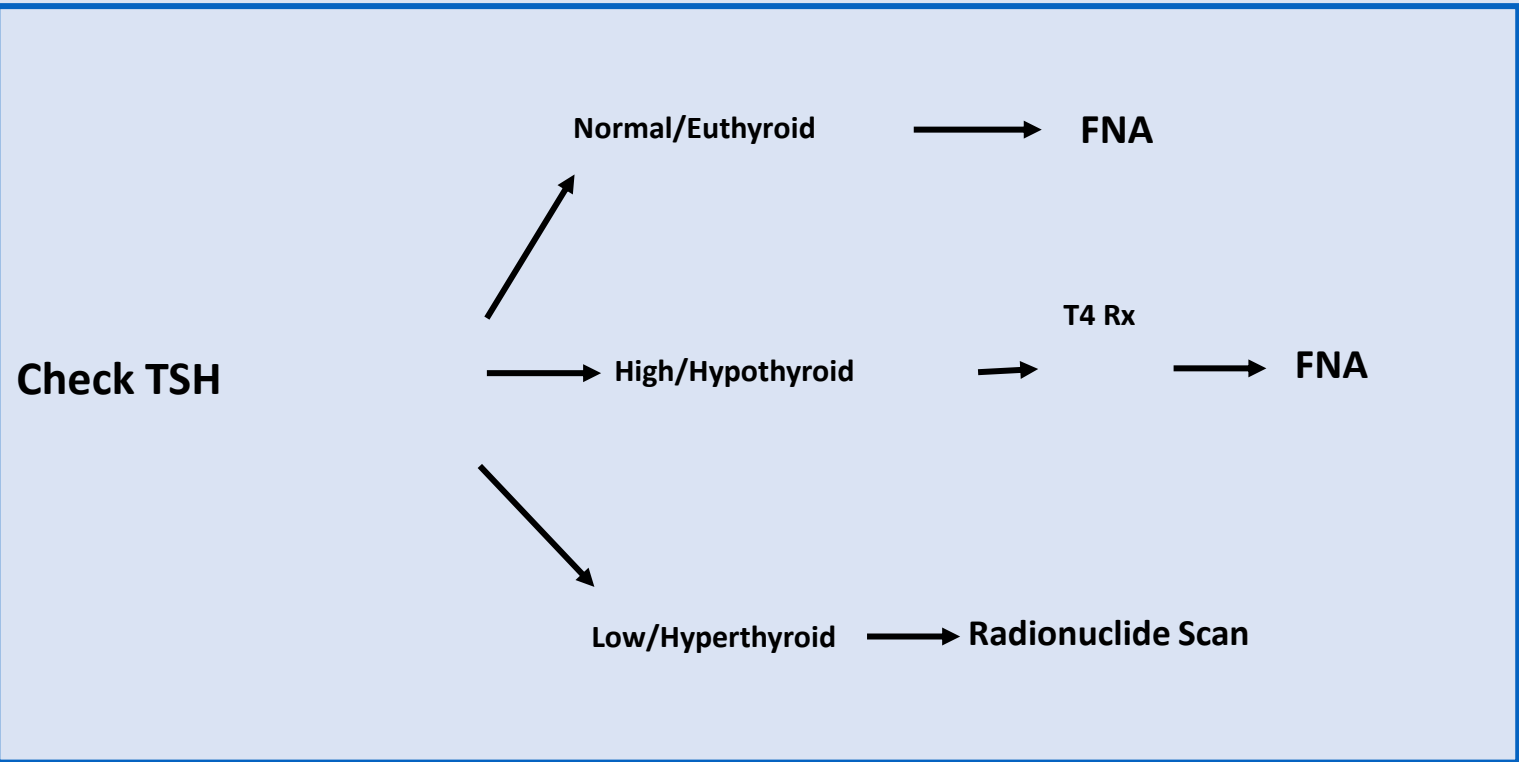 Normal/Euthyroid
FNA
T4 Rx
Check TSH
High/Hypothyroid
FNA
Low/Hyperthyroid
Radionuclide Scan